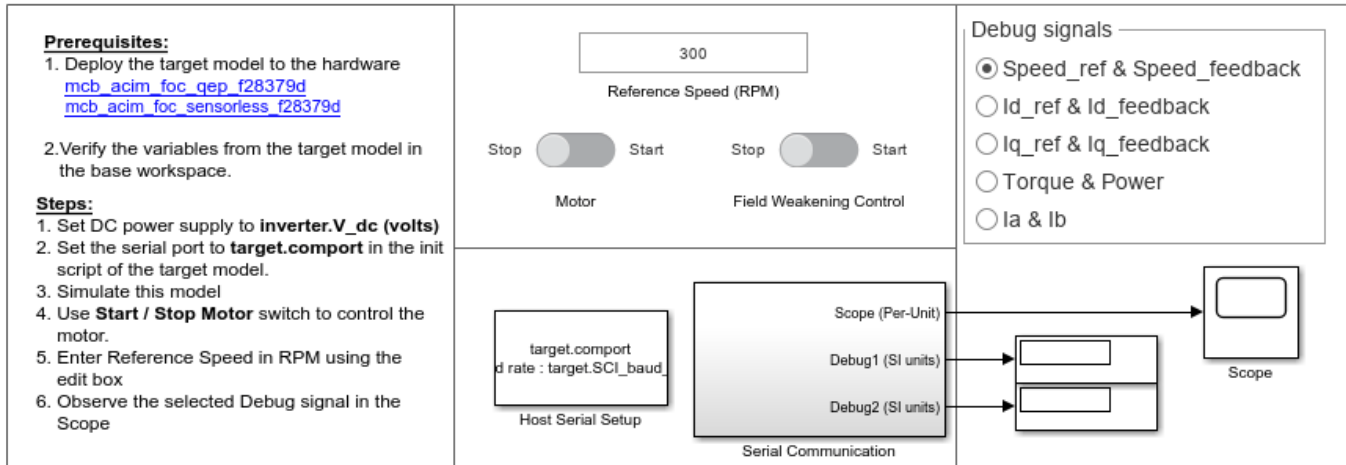 Prerequisites:
1. Deploy the target model to the hardware
mcb_acim_foc_qep_f28379d
mcb_acim_foc_sensorless_f28379d
2.Verify the variables from the target model in
the base workspace.
Steps:
1. Set DC power supply to inverter.V_dc (volts)
2. Set the serial port to target.comport in the init
script of the target model.
3. Simulate this model
4. Use Start / Stop Motor switch to control the
motor.
5. Enter Reference Speed in RPM using the
edit box
6. Observe the selected Debug signal in the
Scope
300
Reference Speed (RPM)
Stop Start
Motor
Stop Start
Field Weakening Control
target.comport
d rate : target.SCI_baud_
Host Serial Setup
Scope (Per-Unit)
Debug1 (SI units)
Debug2 (SI units)
Serial Communication
Debug signals
Speed_ref & Speed_feedback
Id_ref & Id_feedback
Iq_ref & Iq_feedback
Torque & Power
Ia & Ib
Scope